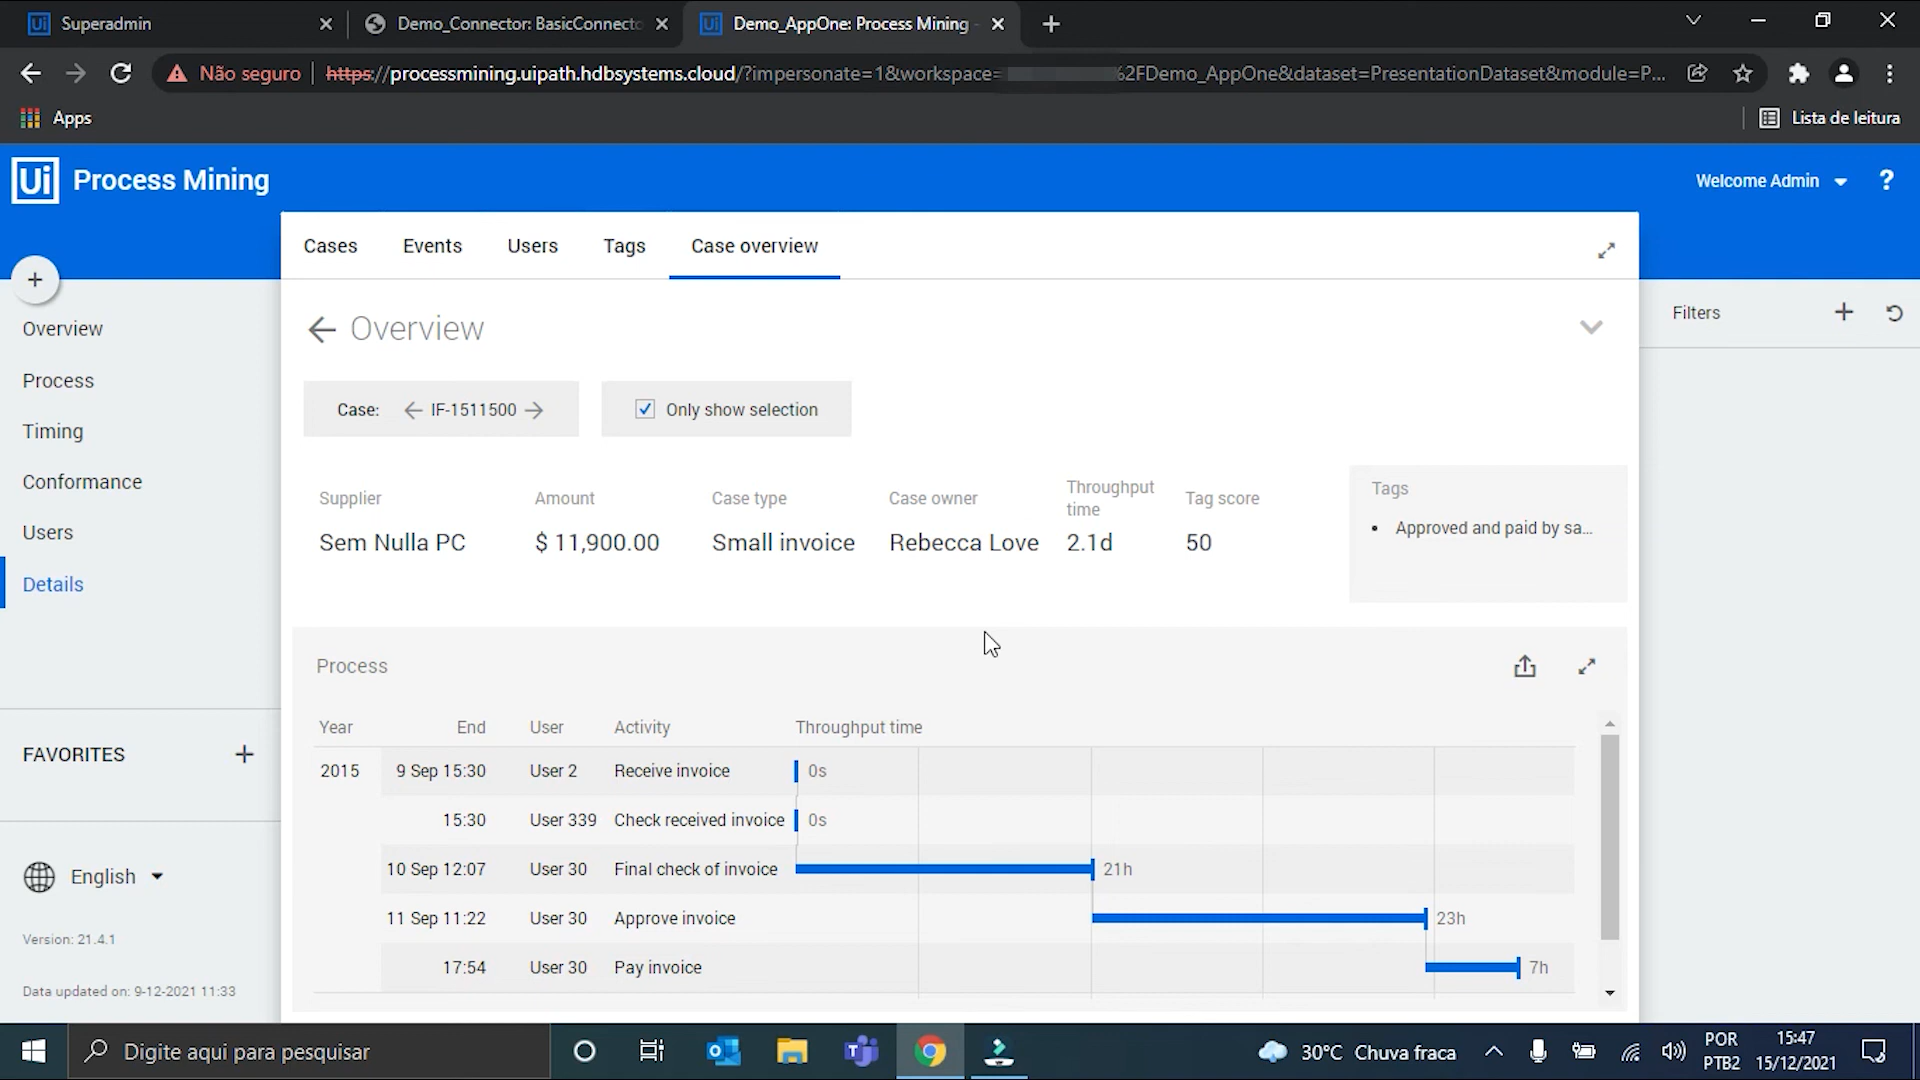 Superadmin
Demo_Connector: BasicConnecto
Demo_AppOne: Process Mining -
Não seguro
https://processmining.uipath.hdbsystems.cloud/?impersonate=1&workspace= %2FDemo_AppOne&dataset=PresentationDataset&module=P...
Apps
Lista de leitura
Ui Process Mining
Welcome Admin
?
Cases Events Users Tags Case overview
Overview
Process
Timing
Conformance
Users
Details
FAVORITES
English
Version: 21.4.1
Data updated on: 9-12-2021 11:33
Overview
Case: IF-1511500
Only show selection
Supplier Amount Case type Case owner Throughput time Tag score
Sem Nulla PC $ 11,900.00 Small invoice Rebecca Love 2.1d 50
Tags
Approved and paid by sa...
Process
Year End User Activity Throughput time
2015 9 Sep 15:30 User 2 Receive invoice 0s
15:30 User 339 Check received invoice 0s
10 Sep 12:07 User 30 Final check of invoice 21h
11 Sep 11:22 User 30 Approve invoice 23h
17:54 User 30 Pay invoice 7h
Filters
Digite aqui para pesquisar
30°C Chuva fraca
POR
PTB2
15:47
15/12/2021